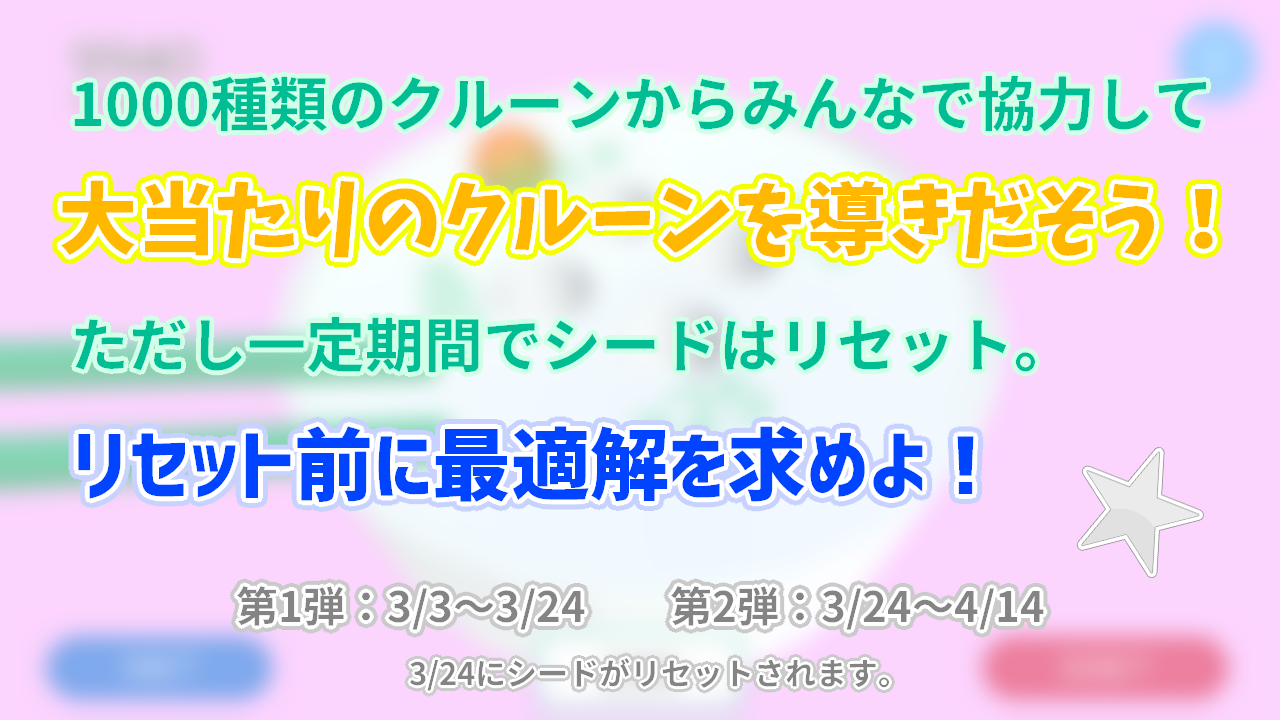 1000種類のクルーンからみんなで協力して
大当たりのクルーンを導きだそう！
ただし一定期間でシードはリセット。
リセット前に最適解を求めよ！
第1弾：3/3～3/24　第2弾：3/24～4/14
3/24にシードがリセットされます。